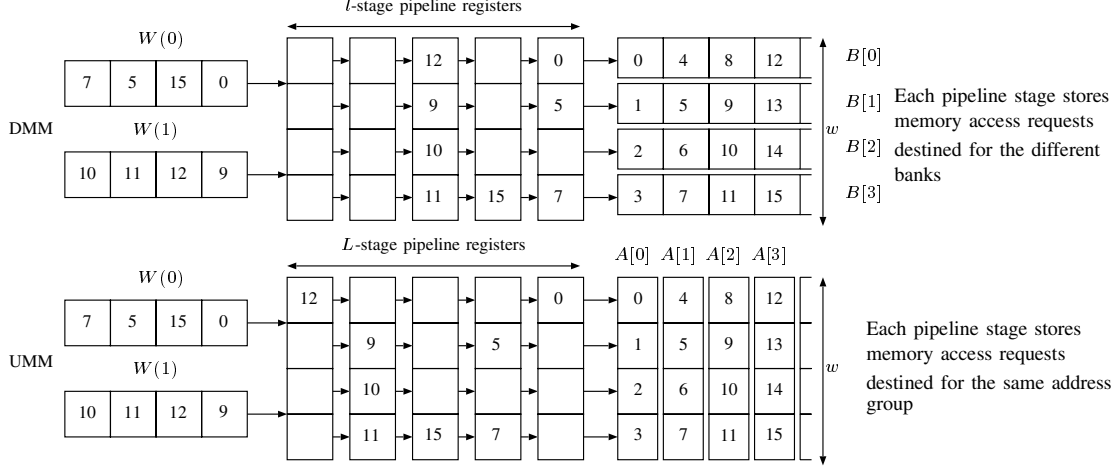 l-stage pipeline registers
W(0)
7 5 15 0
DMM
W(1)
10 11 12 9
12 0
9 5
10
11 15 7
0 4 8 12
1 5 9 13
2 6 10 14
3 7 11 15
w
B[0]
B[1]
B[2]
B[3]
Each pipeline stage stores
memory access requests
destined for the different
banks
L-stage pipeline registers
A[0] A[1] A[2] A[3]
W(0)
7 5 15 0
UMM
W(1)
10 11 12 9
12 0
9 5
10
11 15 7
0 4 8 12
1 5 9 13
2 6 10 14
3 7 11 15
w
Each pipeline stage stores
memory access requests
destined for the same address
group